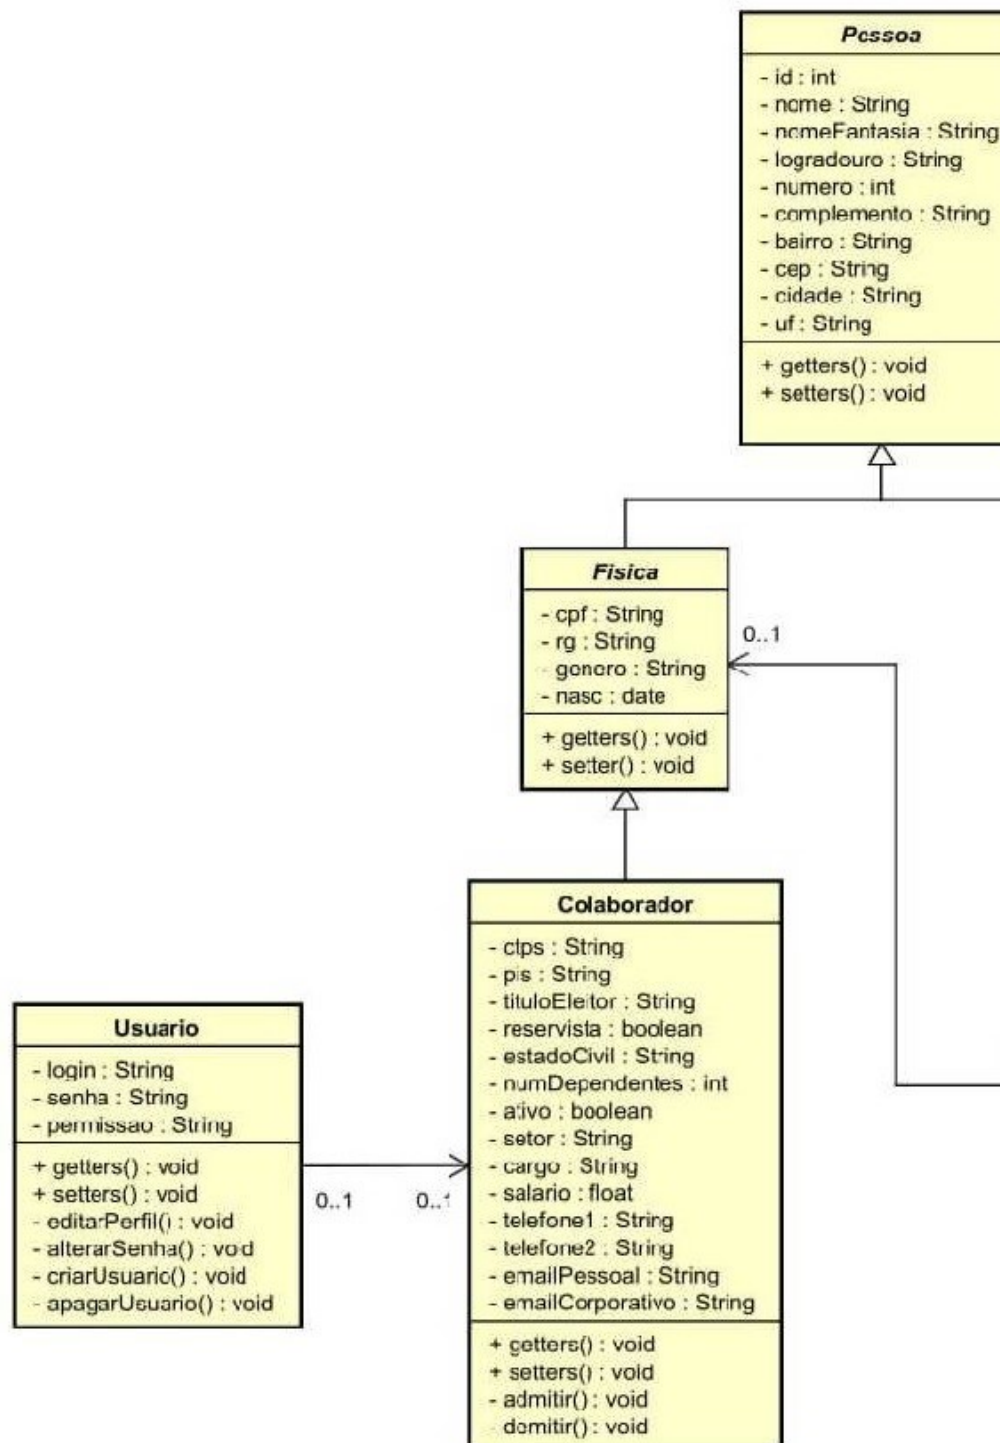 Pessoa
- id : int
- nome : String
- nomeFantasia : String
- logradouro : String
- numero : int
- complemento : String
- bairro : String
- cep : String
- cidade : String
- uf : String
+ getters() : void
+ setters() : void
Fisica
- cpf : String
- rg : String
- genero : String
- nasc : date
+ getters() : void
+ setter() : void
0..1
Colaborador
- ctps : String
- pis : String
- tituloEleitor : String
- reservista : boolean
- estadoCivil : String
- numDependentes : int
- ativo : boolean
- setor : String
- cargo : String
- salario : float
- telefone1 : String
- telefone2 : String
- emailPessoal : String
- emailCorporativo : String
+ getters() : void
+ setters() : void
- admitir() : void
- demitir() : void
Usuario
- login : String
- senha : String
- permissao : String
+ getters() : void
+ setters() : void
- editarPerfil() : void
- alterarSenha() : void
- criarUsuario() : void
- apagarUsuario() : void
0..1
0..1